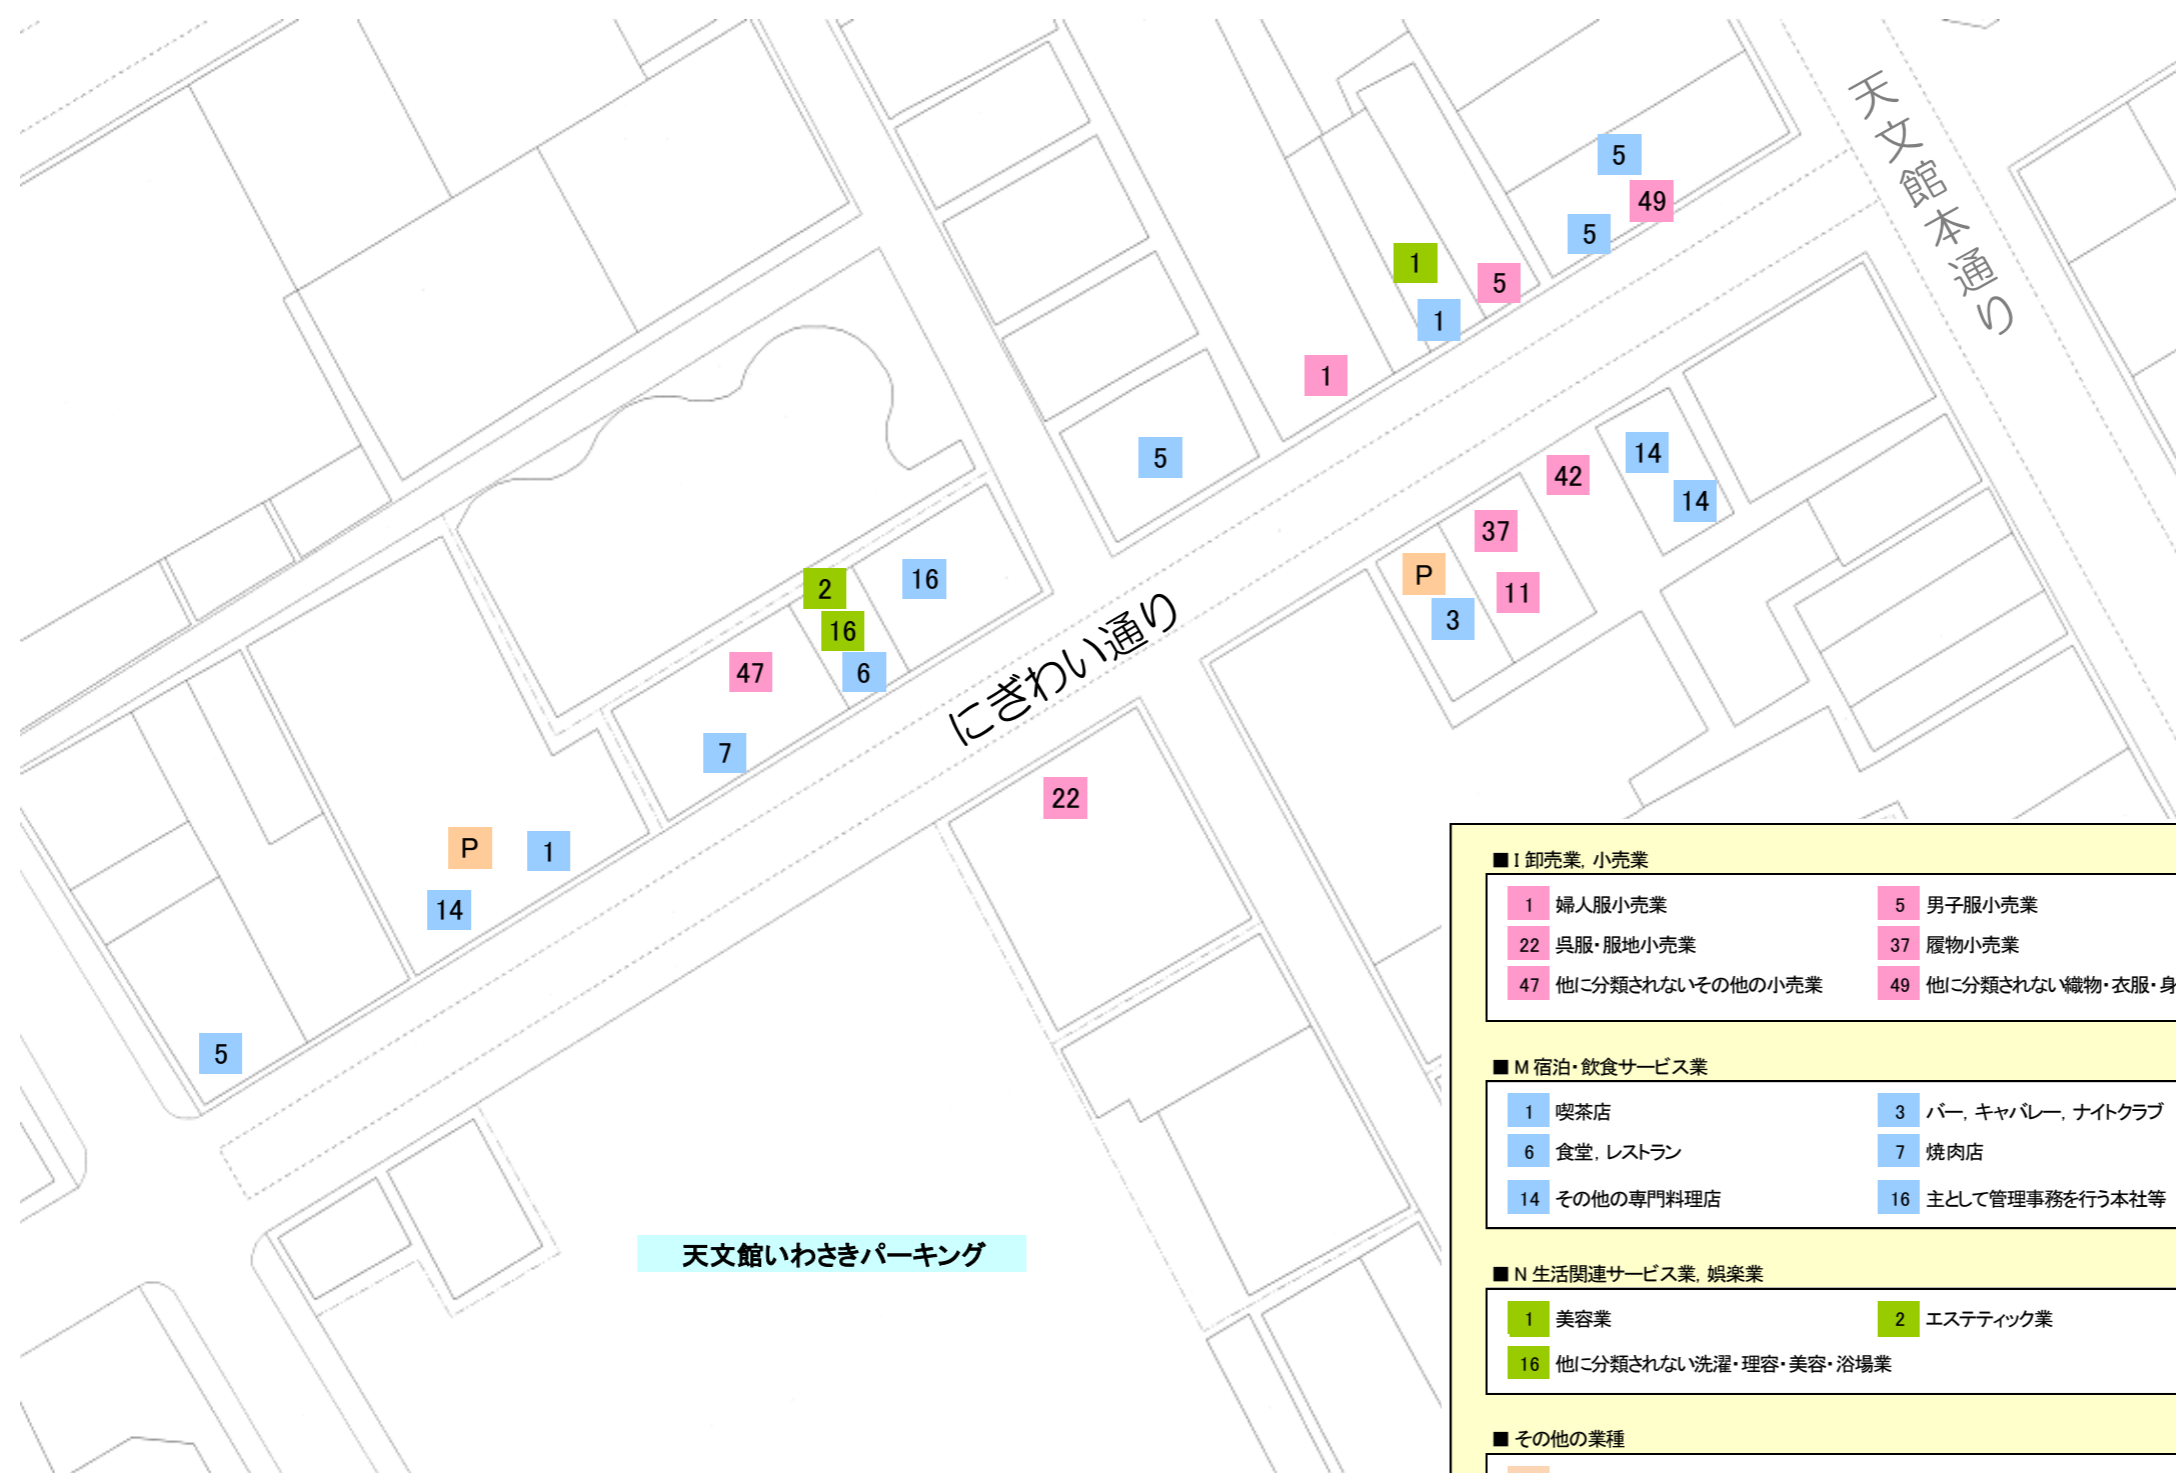 天文館本通り
5
49
5
1
5
1
1
5
14
42
14
37
P
11
3
2
16
16
6
47
7
にぎわい通り
22
P
1
14
5
天文館いわさきパーキング
■ I 卸売業, 小売業
1 婦人服小売業 5 男子服小売業
22 呉服・服地小売業 37 履物小売業
47 他に分類されないその他の小売業 49 他に分類されない織物・衣服・身
■ M 宿泊・飲食サービス業
1 喫茶店 3 バー, キャバレー, ナイトクラブ
6 食堂, レストラン 7 焼肉店
14 その他の専門料理店 16 主として管理事務を行う本社等
■ N 生活関連サービス業, 娯楽業
1 美容業 2 エステティック業
16 他に分類されない洗濯・理容・美容・浴場業
■ その他の業種